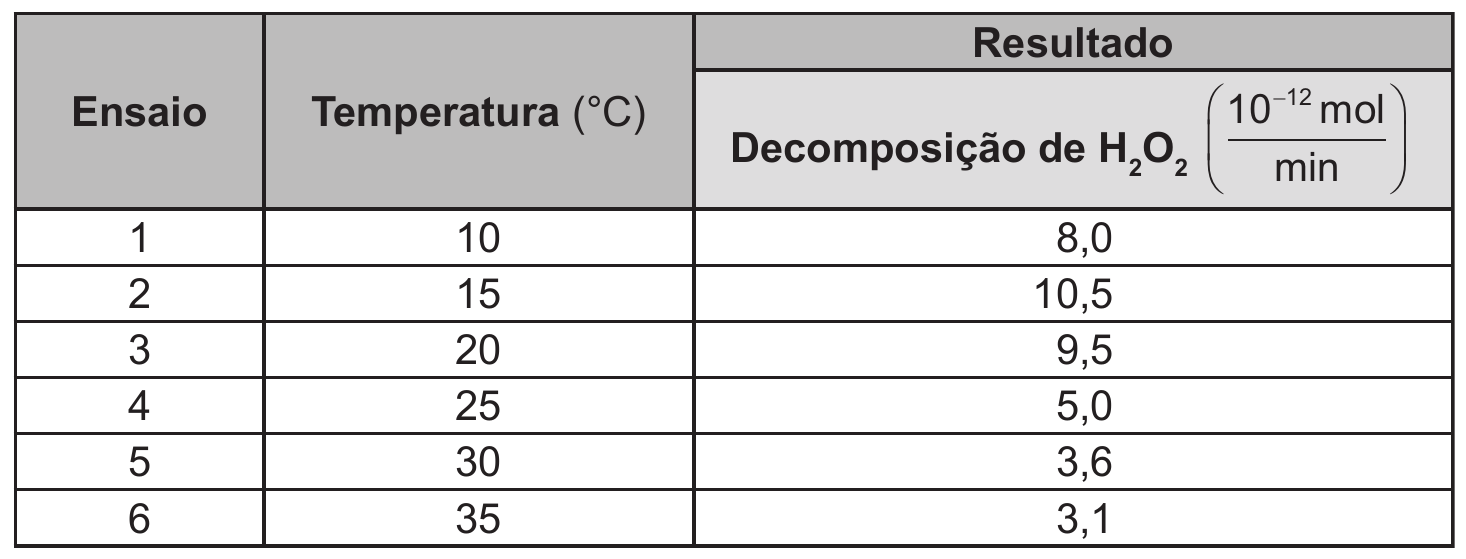 Ensaio Temperatura (°C) Resultado
Decomposição de H₂O₂ (10⁻¹² mol / min)
1 10 8,0
2 15 10,5
3 20 9,5
4 25 5,0
5 30 3,6
6 35 3,1